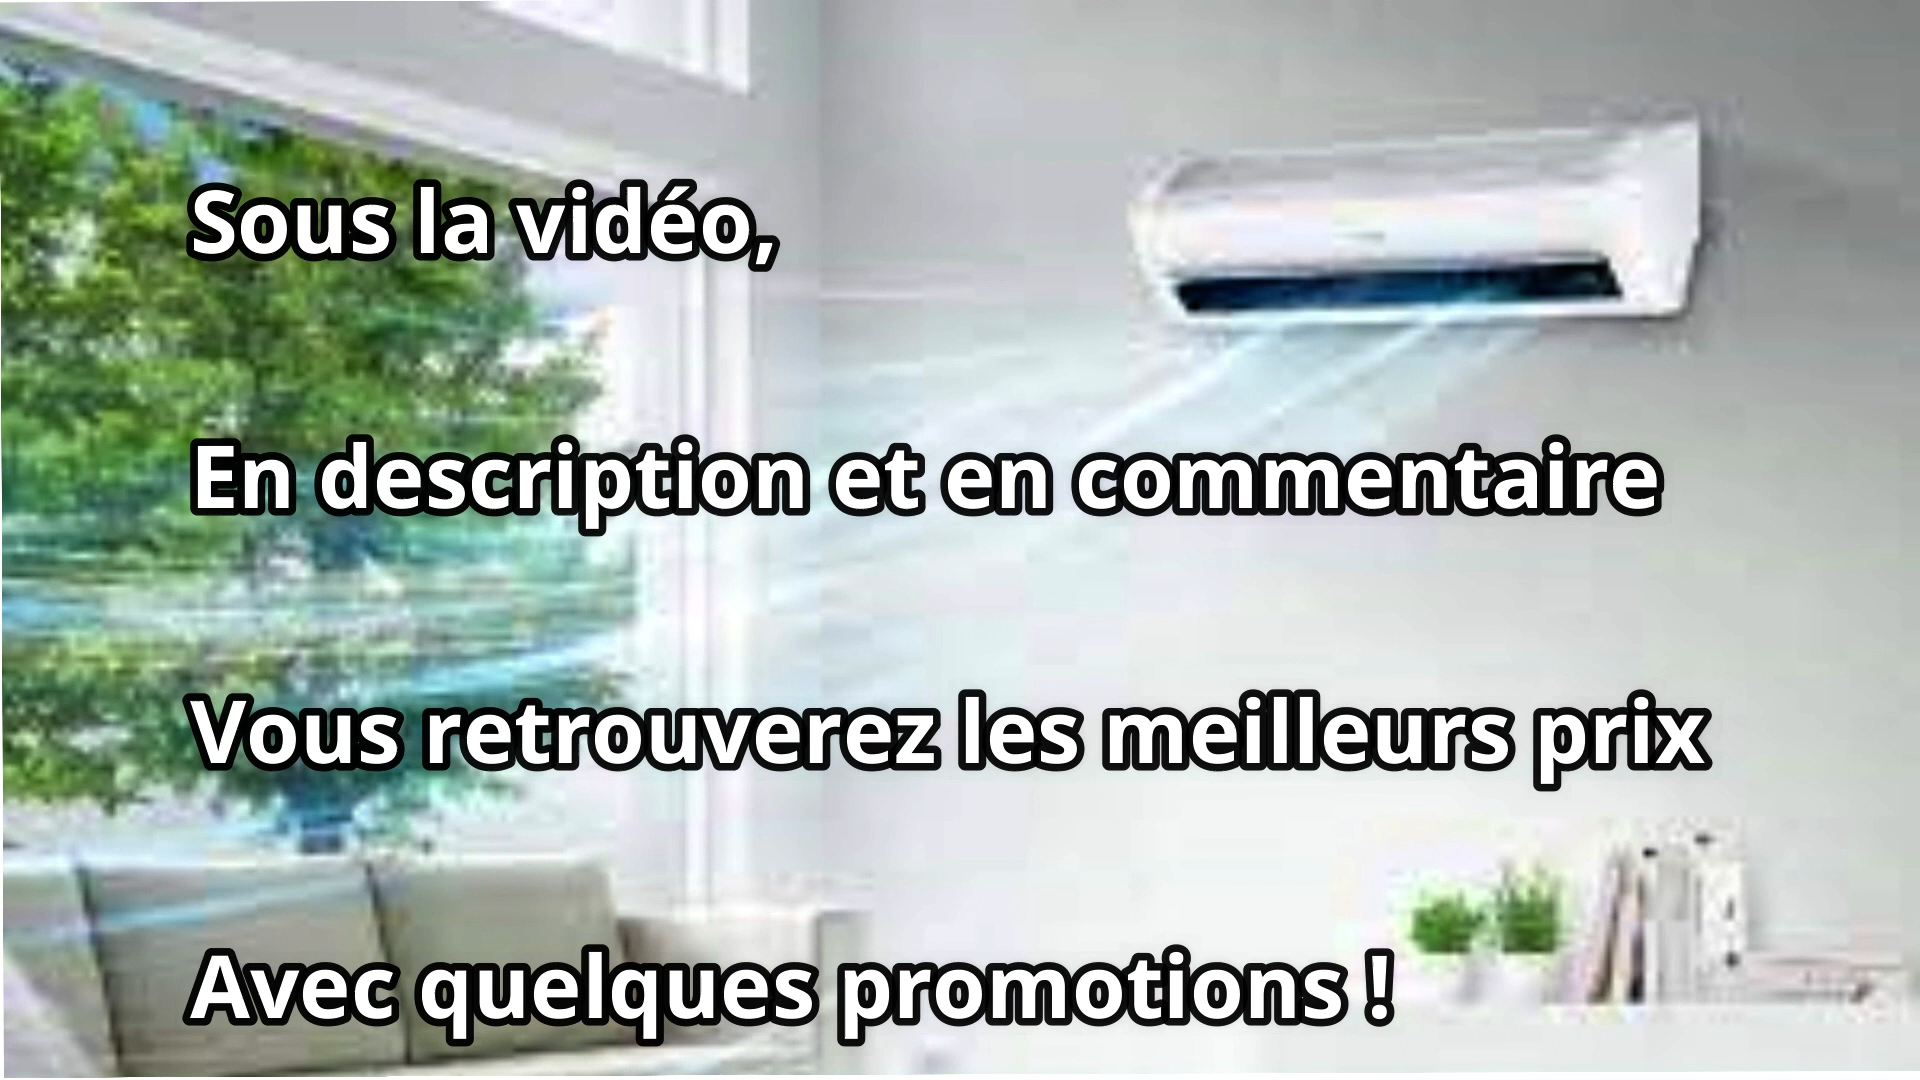 Sous la vidéo,
En description et en commentaire
Vous retrouverez les meilleurs prix
Avec quelques promotions !